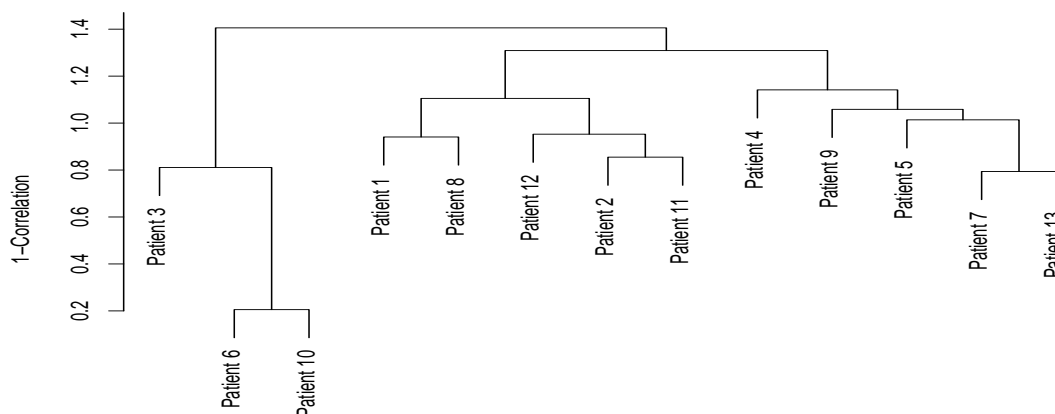 1.4
1.2
1.0
0.8
0.6
0.4
0.2
1−Correlation
Patient 3
Patient 6
Patient 10
Patient 1
Patient 8
Patient 12
Patient 2
Patient 11
Patient 4
Patient 9
Patient 5
Patient 7
Patient 13